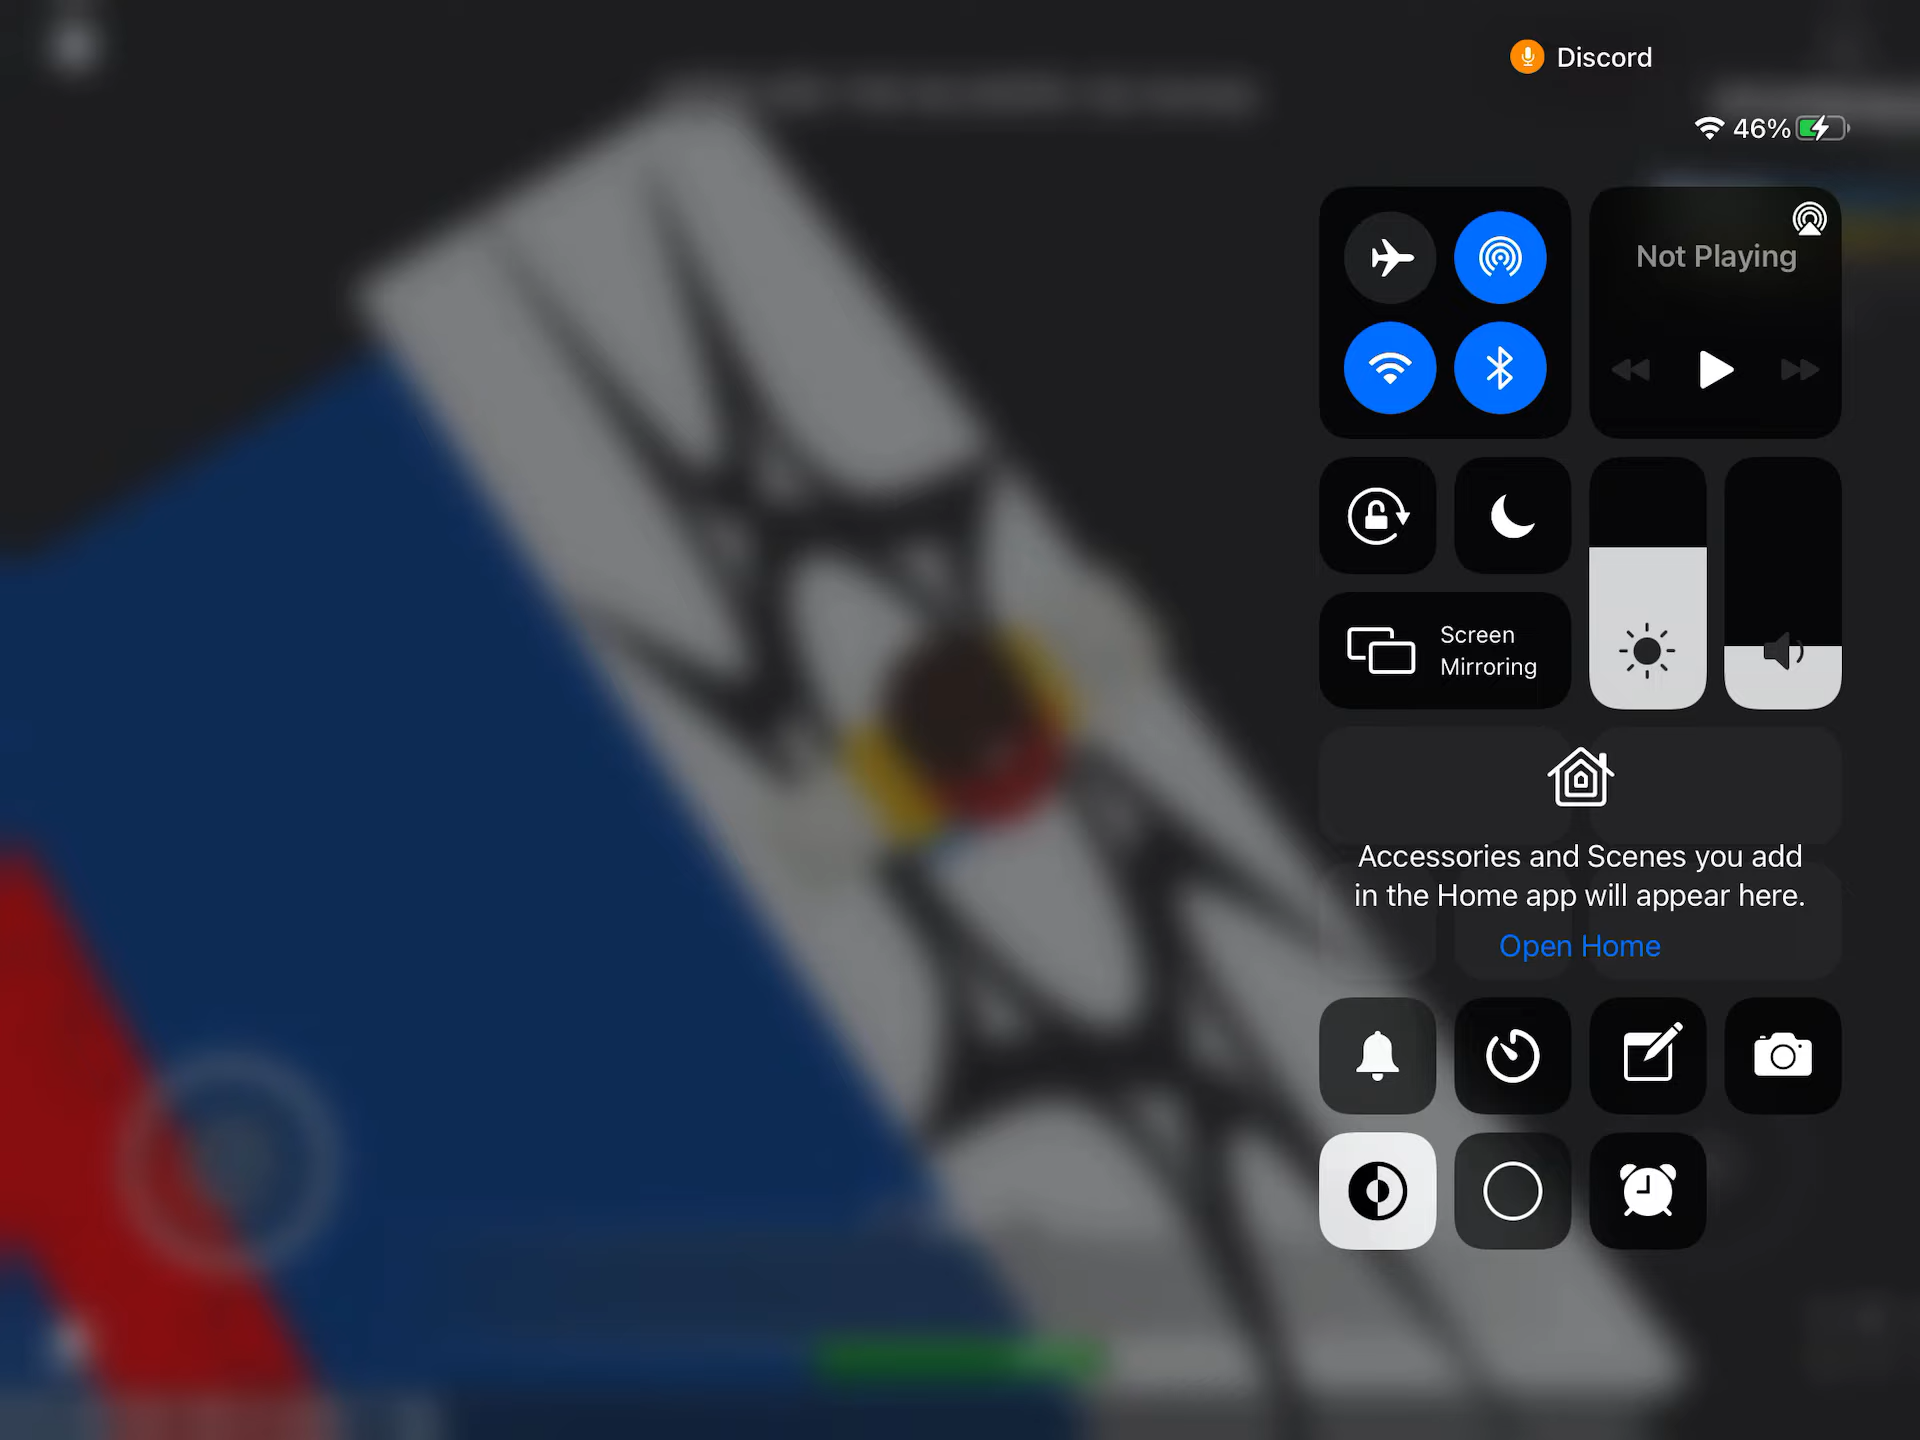 Discord
46%
Not Playing
Screen
Mirroring
Accessories and Scenes you add
in the Home app will appear here.
Open Home